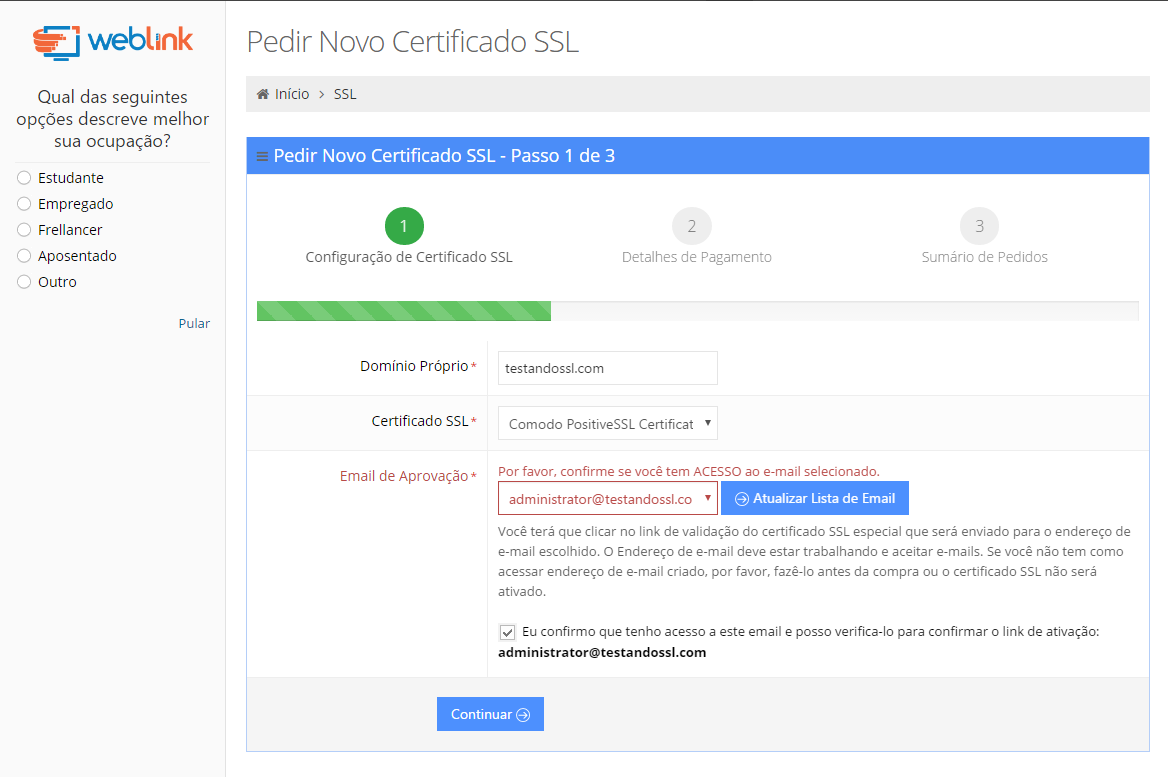 weblink
Qual das seguintes
opções descreve melhor
sua ocupação?
Estudante
Empregado
Frellancer
Aposentado
Outro
Pular
Pedir Novo Certificado SSL
Início > SSL
Pedir Novo Certificado SSL - Passo 1 de 3
1
Configuração de Certificado SSL
2
Detalhes de Pagamento
3
Sumário de Pedidos
Domínio Próprio* testandossl.com
Certificado SSL* Comodo PositiveSSL Certificat
Email de Aprovação* Por favor, confirme se você tem ACESSO ao e-mail selecionado.
administrator@testandossl.co Atualizar Lista de Email
Você terá que clicar no link de validação do certificado SSL especial que será enviado para o endereço de
e-mail escolhido. O Endereço de e-mail deve estar trabalhando e aceitar e-mails. Se você não tem como
acessar endereço de e-mail criado, por favor, fazê-lo antes da compra ou o certificado SSL não será
ativado.
Eu confirmo que tenho acesso a este email e posso verifica-lo para confirmar o link de ativação:
administrator@testandossl.com
Continuar